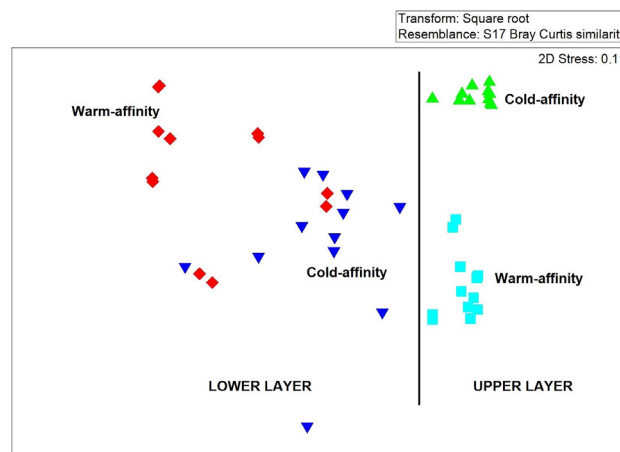 Transform: Square root
Resemblance: S17 Bray Curtis similarit
2D Stress: 0.1
Cold-affinity
Warm-affinity
Cold-affinity
Warm-affinity
LOWER LAYER
UPPER LAYER